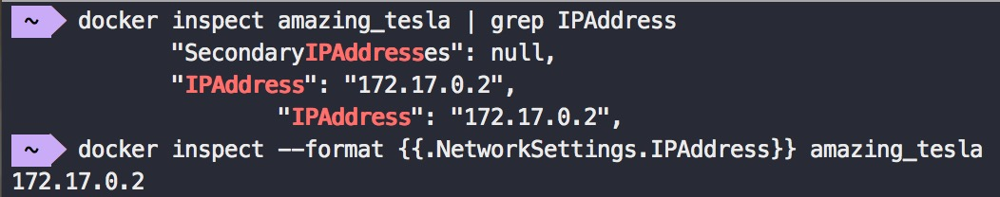 ~ docker inspect amazing_tesla | grep IPAddress
"SecondaryIPAddresses": null,
"IPAddress": "172.17.0.2",
"IPAddress": "172.17.0.2",
~ docker inspect --format {{.NetworkSettings.IPAddress}} amazing_tesla
172.17.0.2